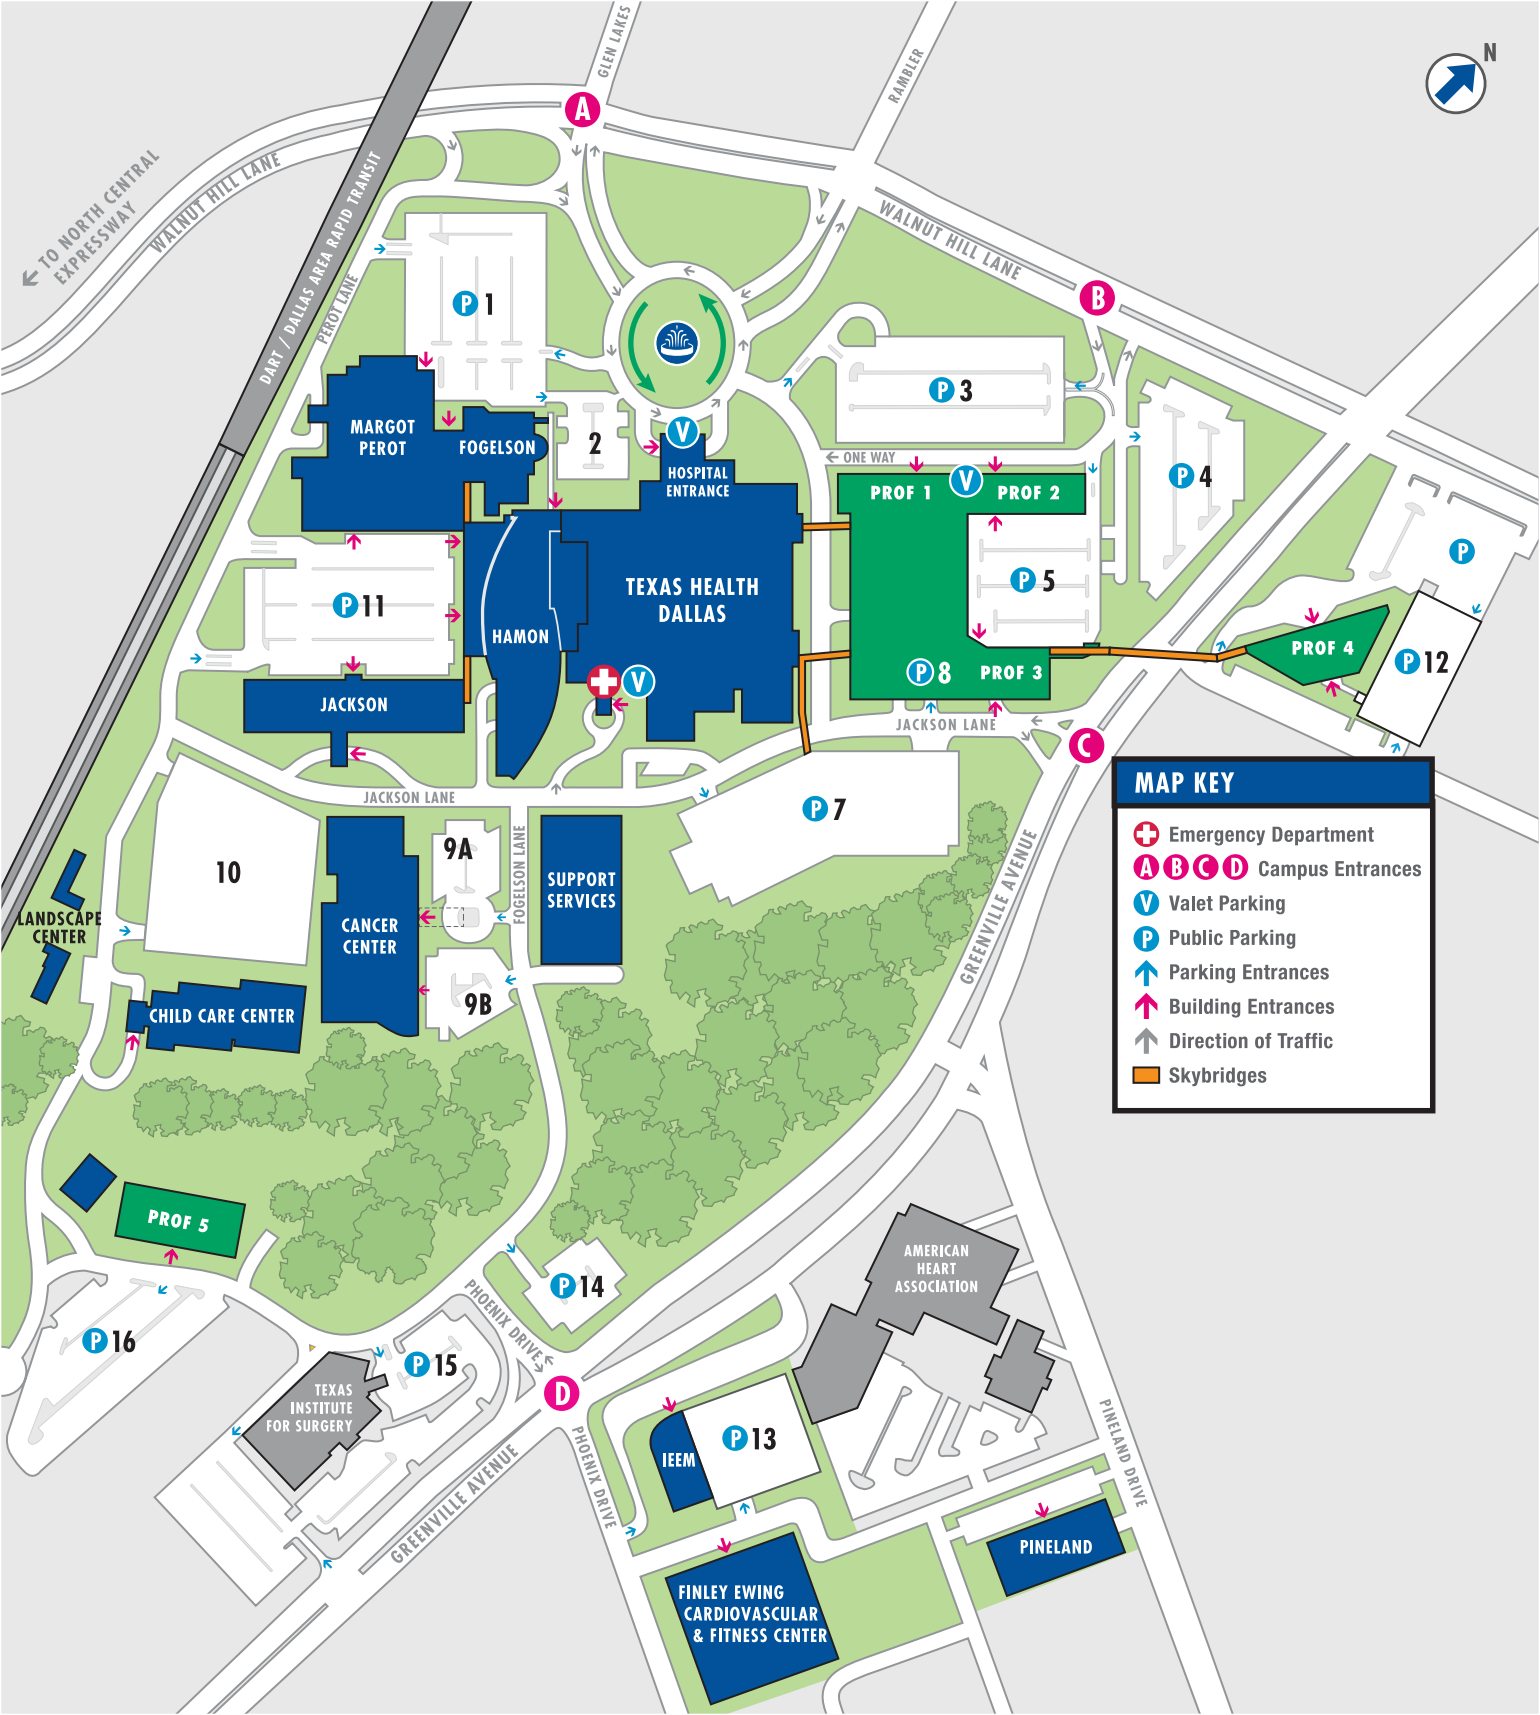 N
GLEN LAKES
RAMBLER
A
TO NORTH CENTRAL
EXPRESSWAY
WALNUT HILL LANE
DART / DALLAS AREA RAPID TRANSIT
PEROT LANE
WALNUT HILL LANE
B
P 1
P 3
MARGOT
PEROT
FOGELSON
2
V
HOSPITAL
ENTRANCE
ONE WAY
P 4
PROF 1
V
PROF 2
P
P 5
P 11
TEXAS HEALTH
DALLAS
HAMON
PROF 4
P 12
V
P 8
PROF 3
JACKSON
JACKSON LANE
C
JACKSON LANE
P 7
MAP KEY
Emergency Department
A B C D Campus Entrances
V Valet Parking
P Public Parking
Parking Entrances
Building Entrances
Direction of Traffic
Skybridges
10
9A
FOGELSON LANE
SUPPORT
SERVICES
GREENVILLE AVENUE
LANDSCAPE
CENTER
CANCER
CENTER
9B
CHILD CARE CENTER
PROF 5
AMERICAN
HEART
ASSOCIATION
P 14
PHOENIX DRIVE
P 16
P 15
D
TEXAS
INSTITUTE
FOR SURGERY
P 13
IEEM
PHOENIX DRIVE
GREENVILLE AVENUE
PINELAND DRIVE
PINELAND
FINLEY EWING
CARDIOVASCULAR
& FITNESS CENTER